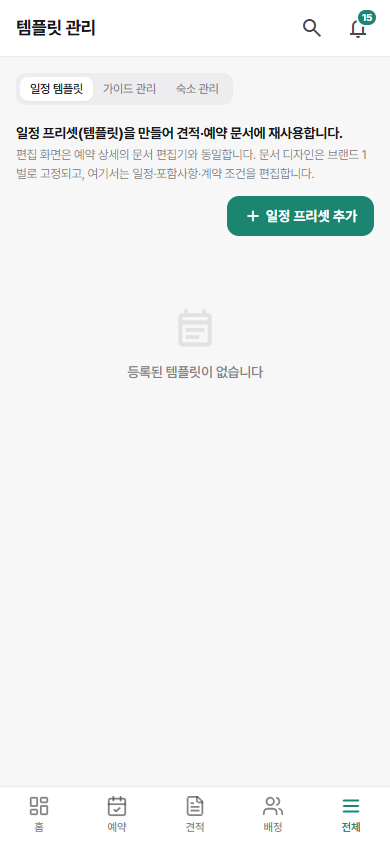 템플릿 관리
15
일정 템플릿
가이드 관리
숙소 관리
일정 프리셋(템플릿)을 만들어 견적·예약 문서에 재사용합니다.
편집 화면은 예약 상세의 문서 편집기와 동일합니다. 문서 디자인은 브랜드 1
벌로 고정되고, 여기서는 일정·포함사항·계약 조건을 편집합니다.
일정 프리셋 추가
등록된 템플릿이 없습니다
홈
예약
견적
배정
전체